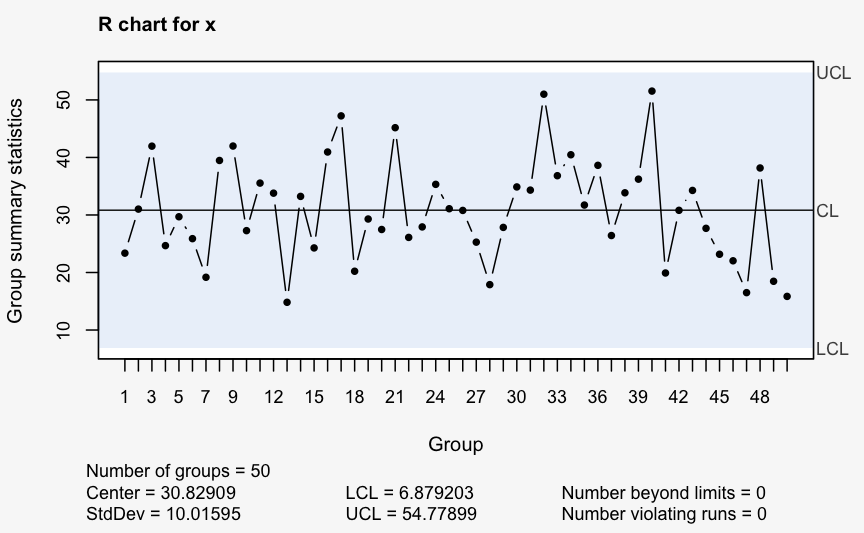 R chart for x
Group summary statistics
50
40
30
20
10
UCL
CL
LCL
1 3 5 7 9 12 15 18 21 24 27 30 33 36 39 42 45 48
Group
Number of groups = 50
Center = 30.82909 LCL = 6.879203 Number beyond limits = 0
StdDev = 10.01595 UCL = 54.77899 Number violating runs = 0